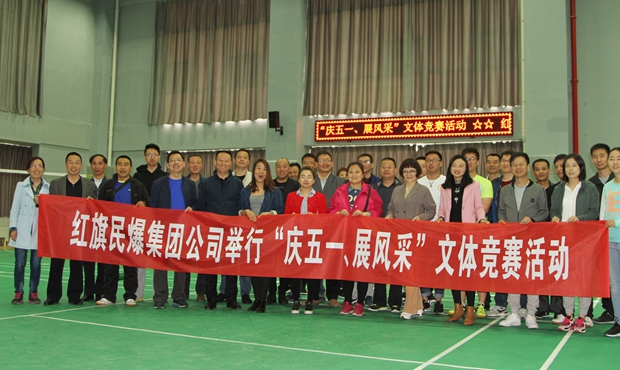 “庆五一、展风采”文体竞赛活动 ☆☆ 红
红旗民爆集团公司举行“庆五一、展风采”文体竞赛活动